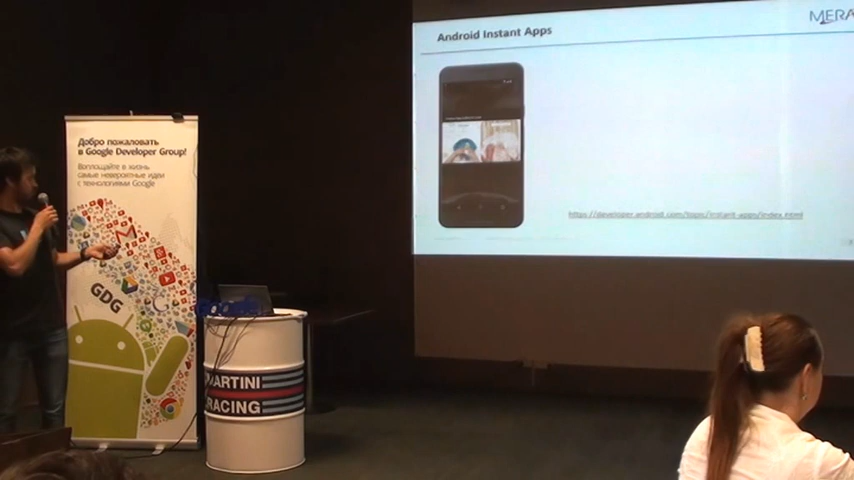 Android Instant Apps
MERA
https://developer.android.com/topic/instant-apps/index.html
Добро пожаловать
в Google Developer Group!
Воплощайте в жизнь
самые невероятные идеи
с технологиями Google
GDG
Google
MARTINI
RACING